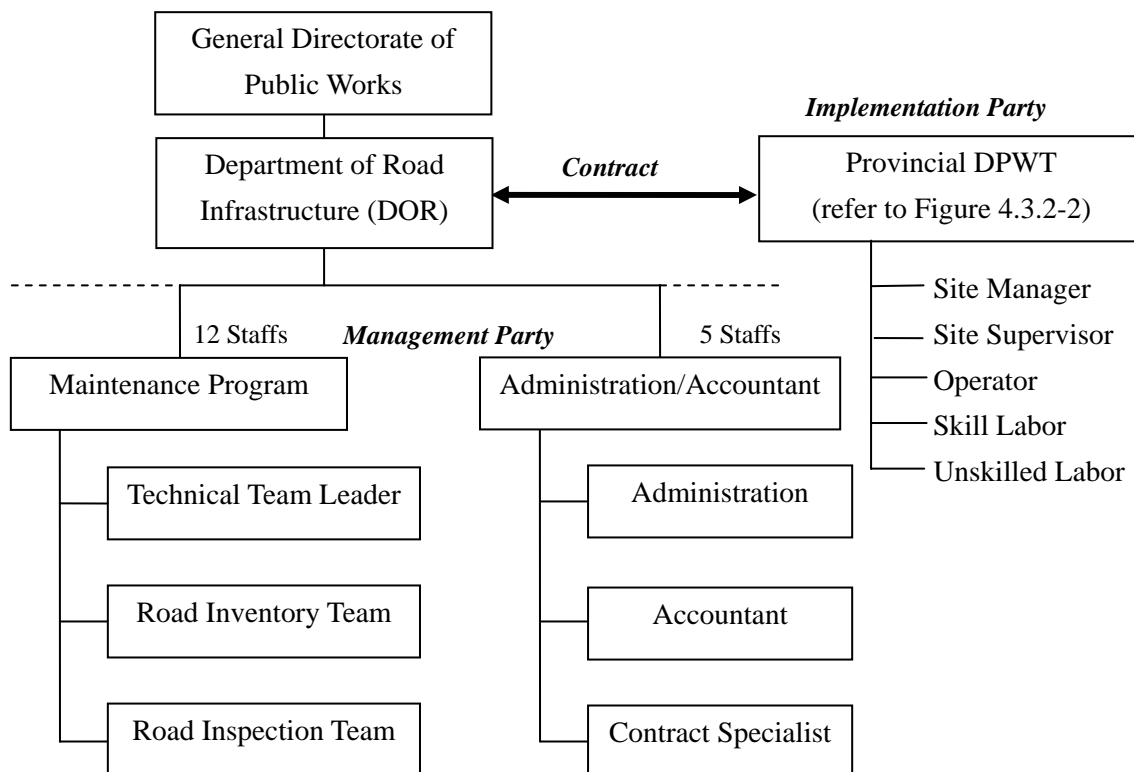 General Directorate of
Public Works
Implementation Party
Department of Road
Infrastructure (DOR)
Contract
Provincial DPWT
(refer to Figure 4.3.2-2)
Site Manager
Site Supervisor
Operator
Skill Labor
Unskilled Labor
12 Staffs
Management Party
5 Staffs
Maintenance Program
Administration/Accountant
Technical Team Leader
Administration
Road Inventory Team
Accountant
Road Inspection Team
Contract Specialist